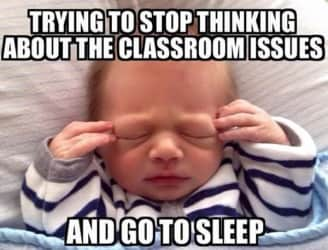 TRYING TO STOP THINKING
ABOUT THE CLASSROOM ISSUES
AND GO TO SLEEP